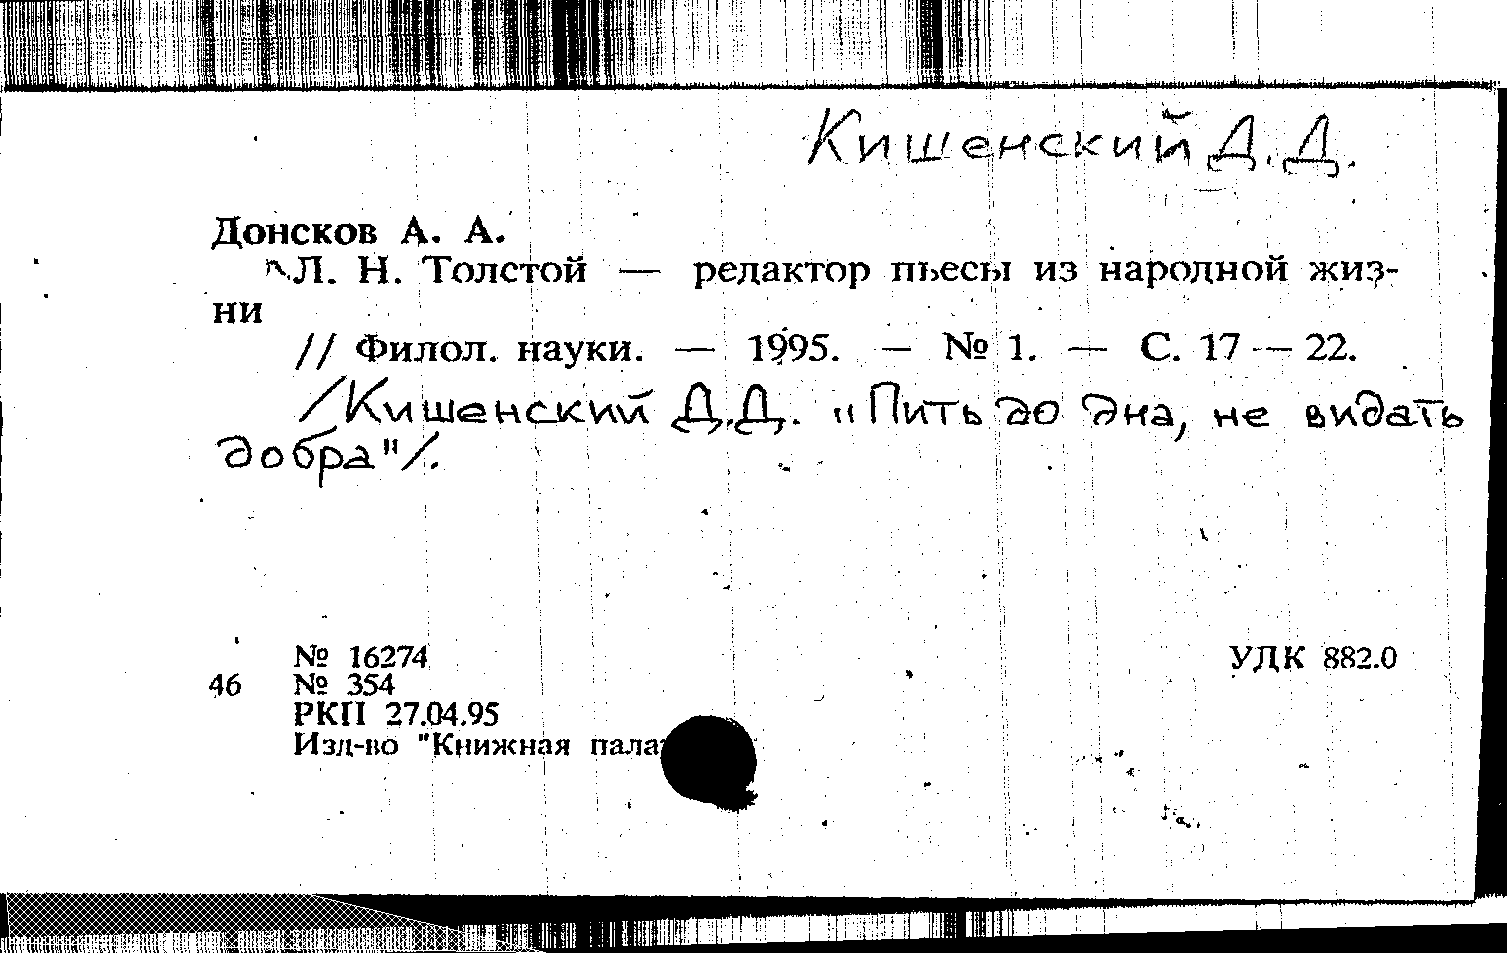 Кишенский Д.Д.
Донсков А. А.
Л. Н. Толстой — редактор пьесы из народной жиз-
ни
// Филол. науки. — 1995. — № 1. — С. 17 — 22.
/Кишенский Д.Д. "Пить до дна, не видать
добра"/.
№ 16274 УДК 882.0
46 № 354
РКП 27.04.95
Изд-во "Книжная пала